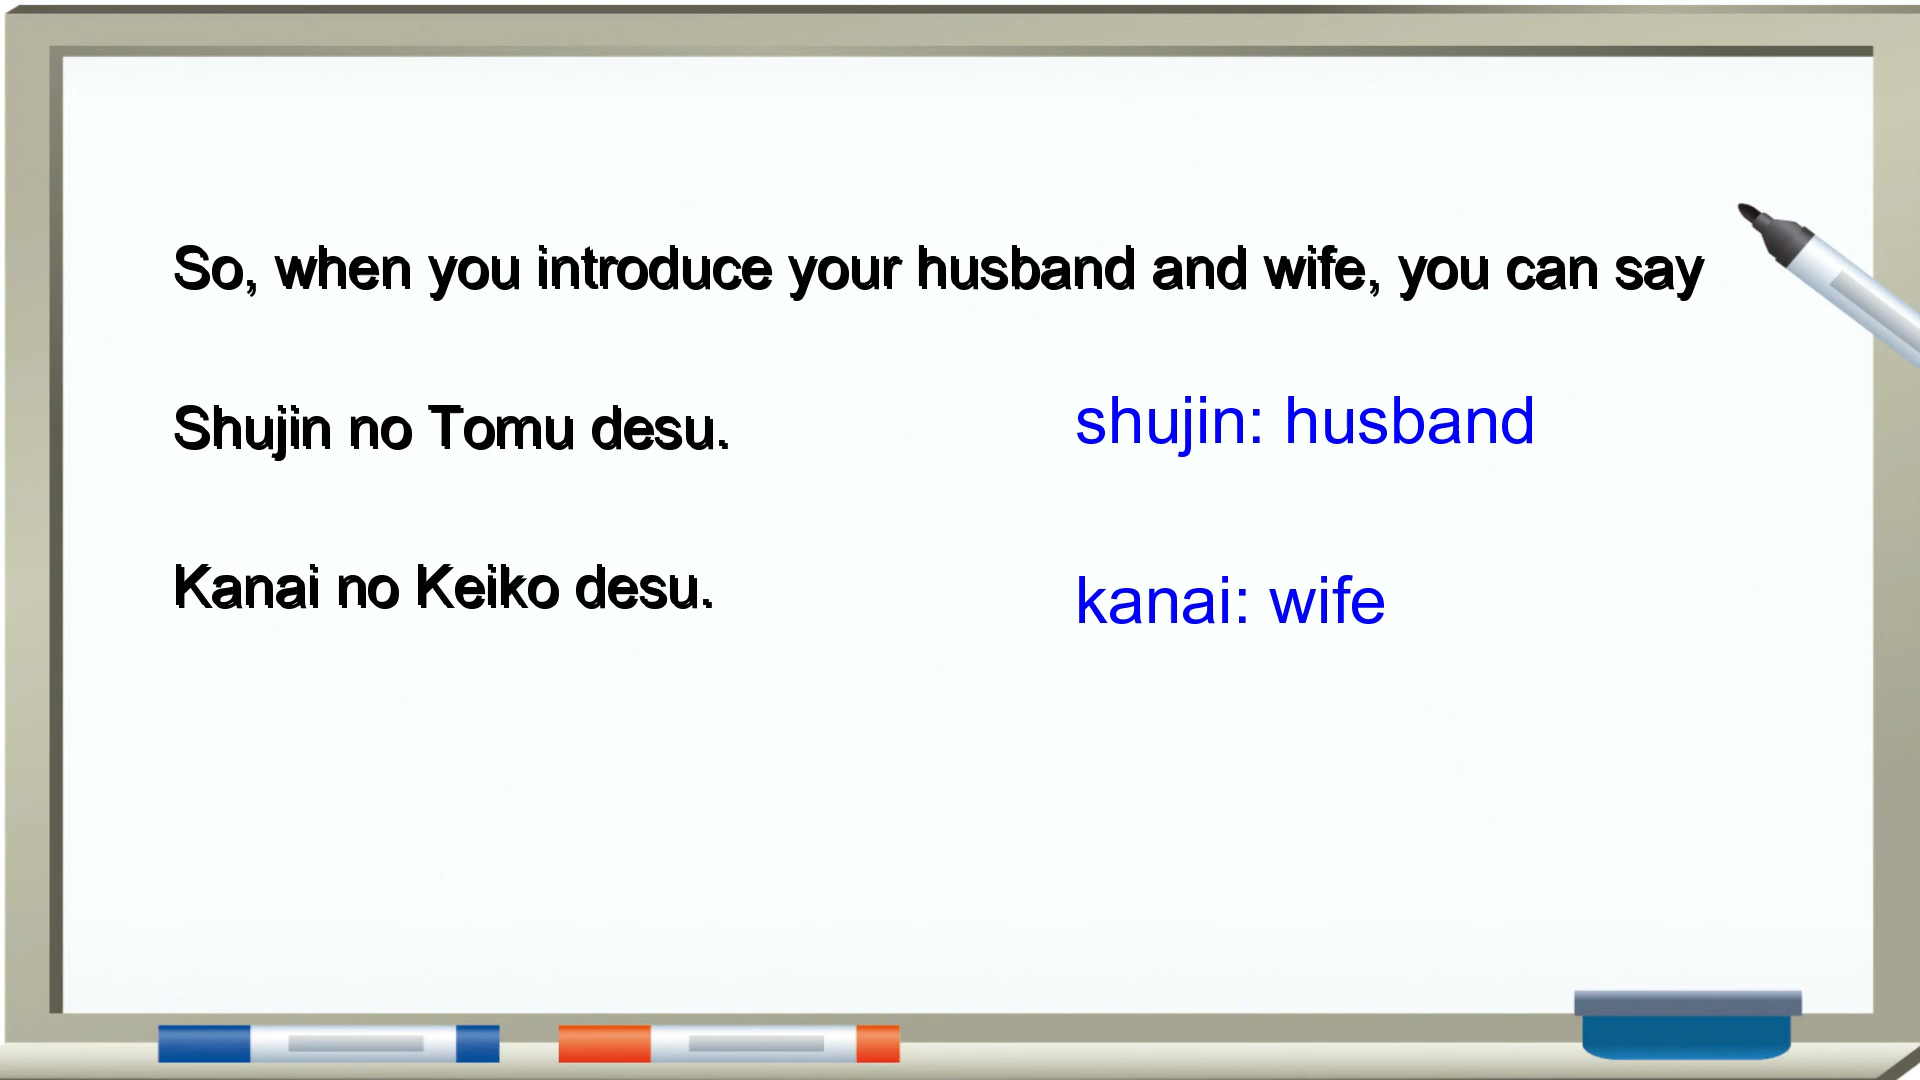 So, when you introduce your husband and wife, you can say
Shujin no Tomu desu.
shujin: husband
Kanai no Keiko desu.
kanai: wife